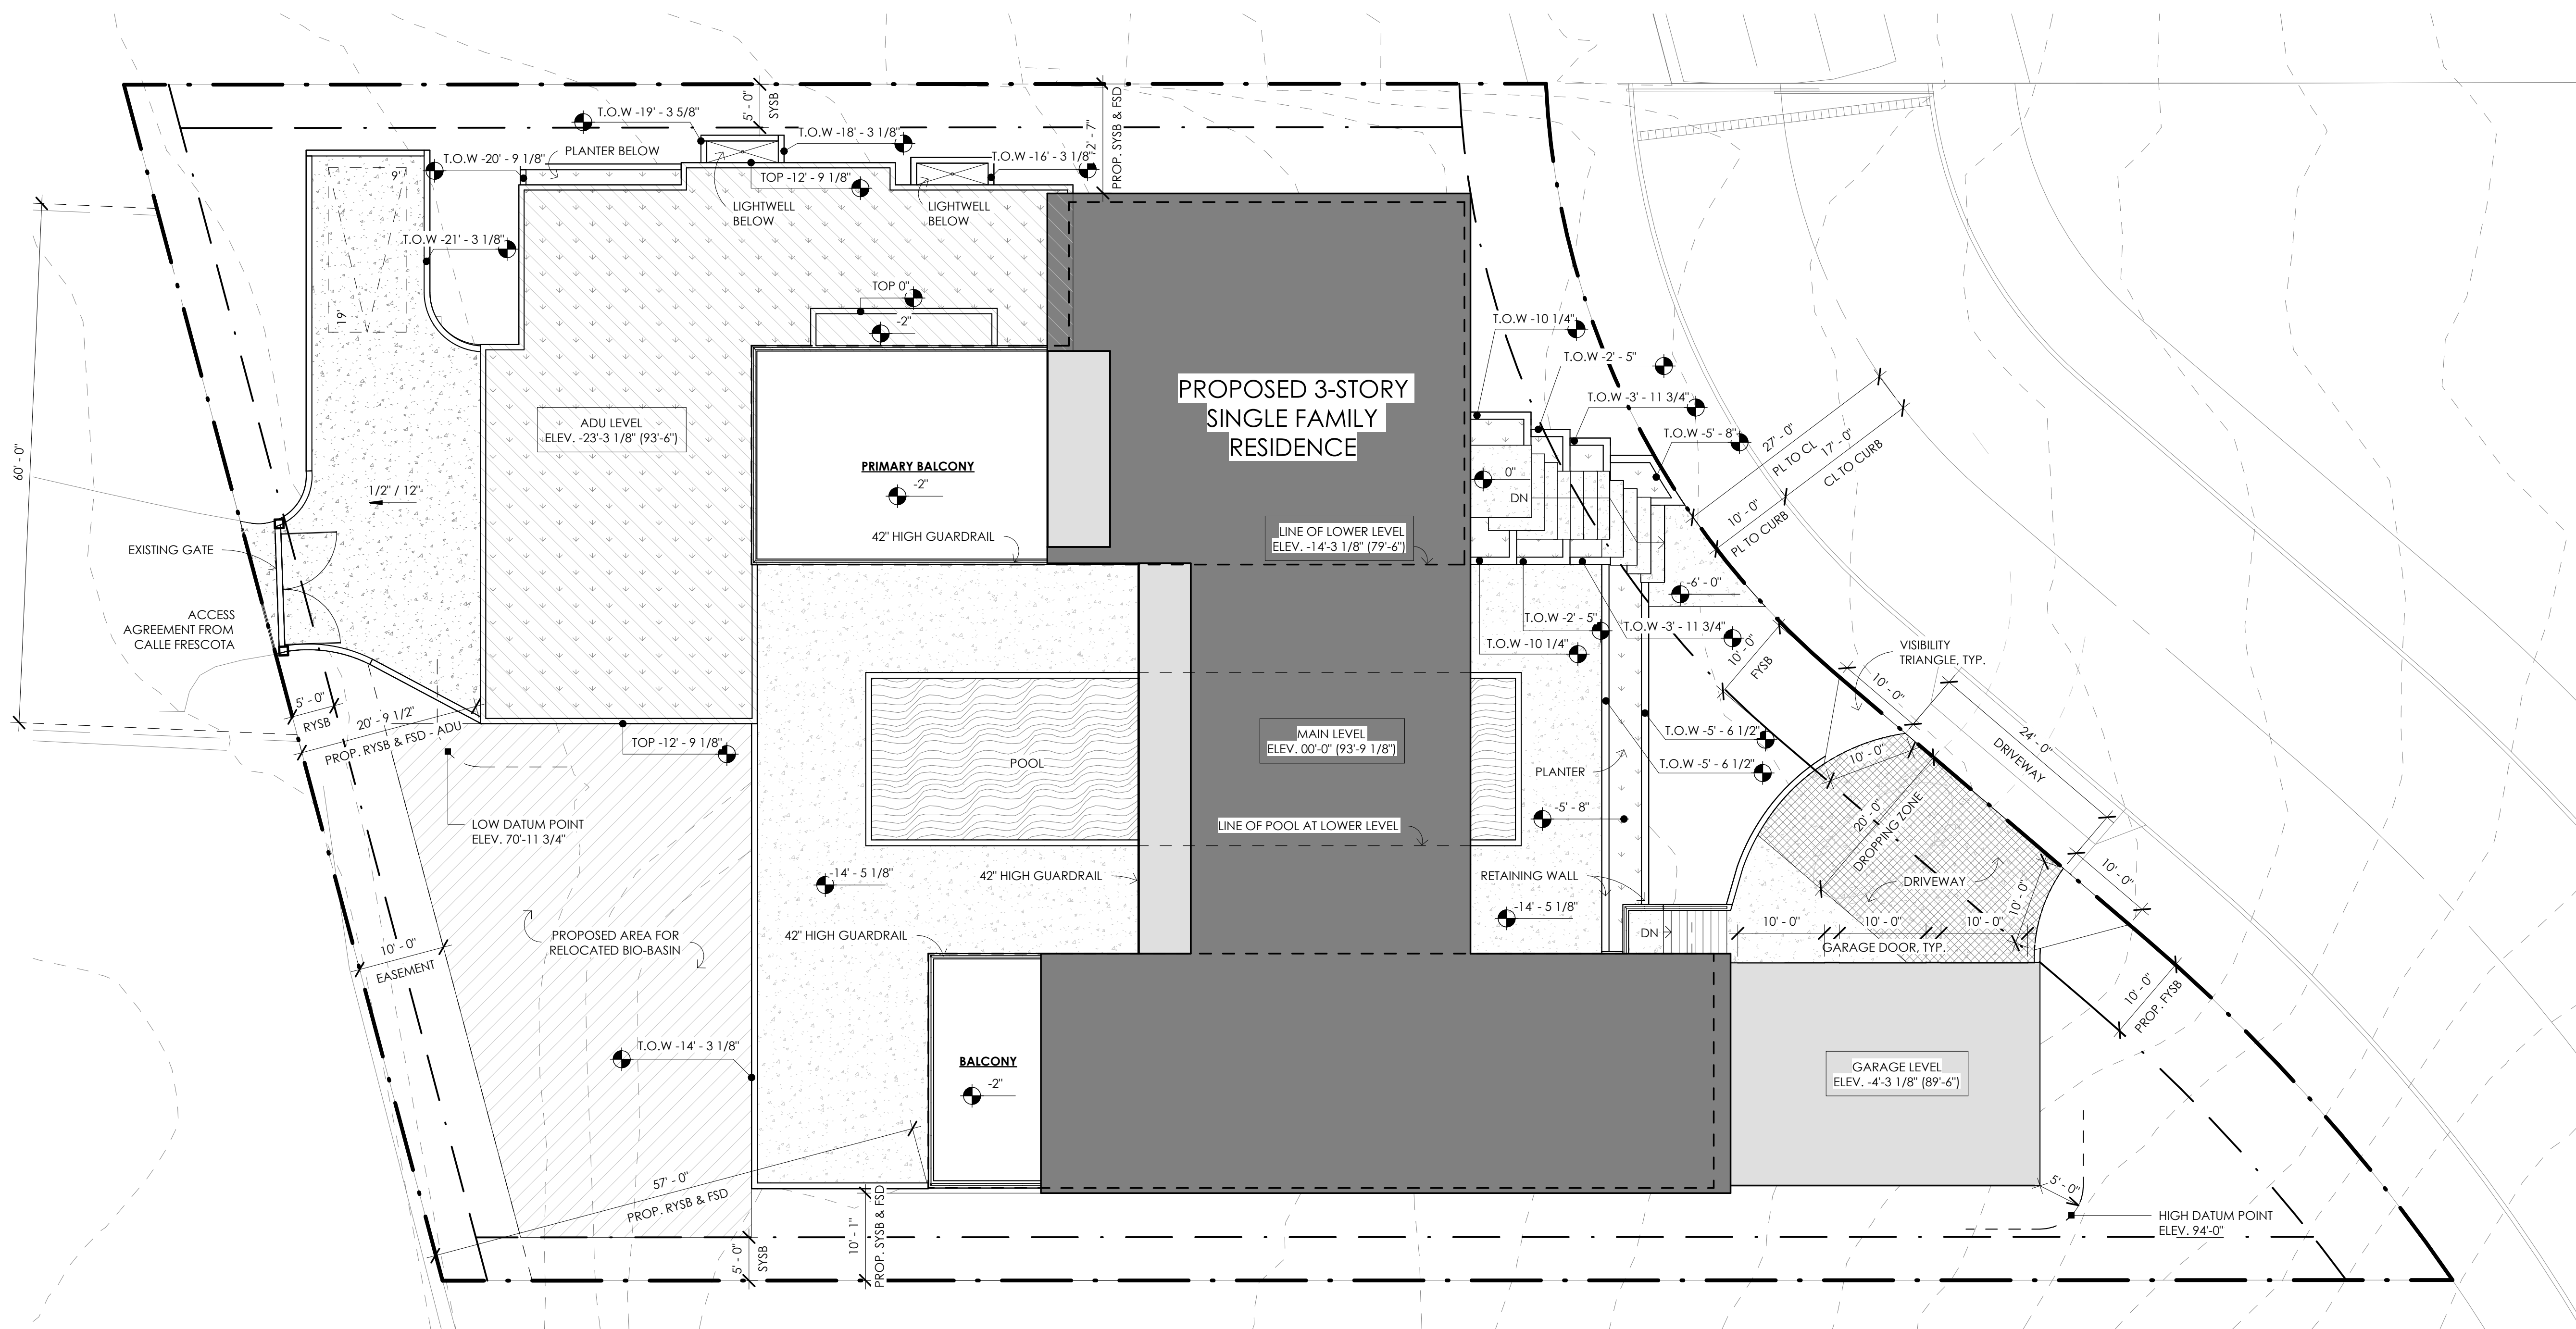 T.O.W -19' - 3 5/8"
5' - 0"
SYSB
T.O.W -18' - 3 1/8"
T.O.W -20' - 9 1/8"
PLANTER BELOW
T.O.W -16' - 3 1/8"
PROP. SYSB & FSD
9'
TOP -12' - 9 1/8"
LIGHTWELL
BELOW
LIGHTWELL
BELOW
T.O.W -21' - 3 1/8"
19'
TOP 0"
-2"
T.O.W -10 1/4"
T.O.W -2' - 5"
T.O.W -3' - 11 3/4"
T.O.W -5' - 8"
PROPOSED 3-STORY
SINGLE FAMILY
RESIDENCE
ADU LEVEL
ELEV. -23'-3 1/8" (93'-6")
60' - 0"
PRIMARY BALCONY
-2"
0"
DN
27' - 0"
PL TO CL
17' - 0"
CL TO CURB
10' - 0"
PL TO CURB
1/2" / 12"
42" HIGH GUARDRAIL
LINE OF LOWER LEVEL
ELEV. -14'-3 1/8" (79'-6")
EXISTING GATE
ACCESS
AGREEMENT FROM
CALLE FRESCOTA
-6' - 0"
T.O.W -2' - 5"
T.O.W -3' - 11 3/4"
T.O.W -10 1/4"
10' - 0"
FYSB
VISIBILITY
TRIANGLE, TYP.
10' - 0"
24' - 0"
DRIVEWAY
5' - 0"
RYSB
20' - 9 1/2"
PROP. RYSB & FSD - ADU
TOP -12' - 9 1/8"
POOL
MAIN LEVEL
ELEV. 00'-0" (93'-9 1/8")
T.O.W -5' - 6 1/2"
T.O.W -5' - 6 1/2"
PLANTER
10' - 0"
20' - 0"
DROPPING ZONE
LOW DATUM POINT
ELEV. 70'-11 3/4"
LINE OF POOL AT LOWER LEVEL
-5' - 8"
-14' - 5 1/8"
42" HIGH GUARDRAIL
RETAINING WALL
DRIVEWAY
10' - 0"
10' - 0"
-14' - 5 1/8"
10' - 0"
10' - 0"
10' - 0"
GARAGE DOOR, TYP.
DN
PROPOSED AREA FOR
RELOCATED BIO-BASIN
42" HIGH GUARDRAIL
10' - 0"
EASEMENT
10' - 0"
PROP. FYSB
T.O.W -14' - 3 1/8"
BALCONY
-2"
GARAGE LEVEL
ELEV. -4'-3 1/8" (89'-6")
57' - 0"
PROP. RYSB & FSD
5' - 0"
HIGH DATUM POINT
ELEV. 94'-0"
5' - 0"
SYSB
10' - 1"
PROP. SYSB & FSD